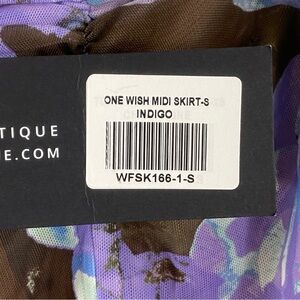 ONE WISH MIDI SKIRT-S
INDIGO
WFSK166-1-S
TIQUE
E.COM